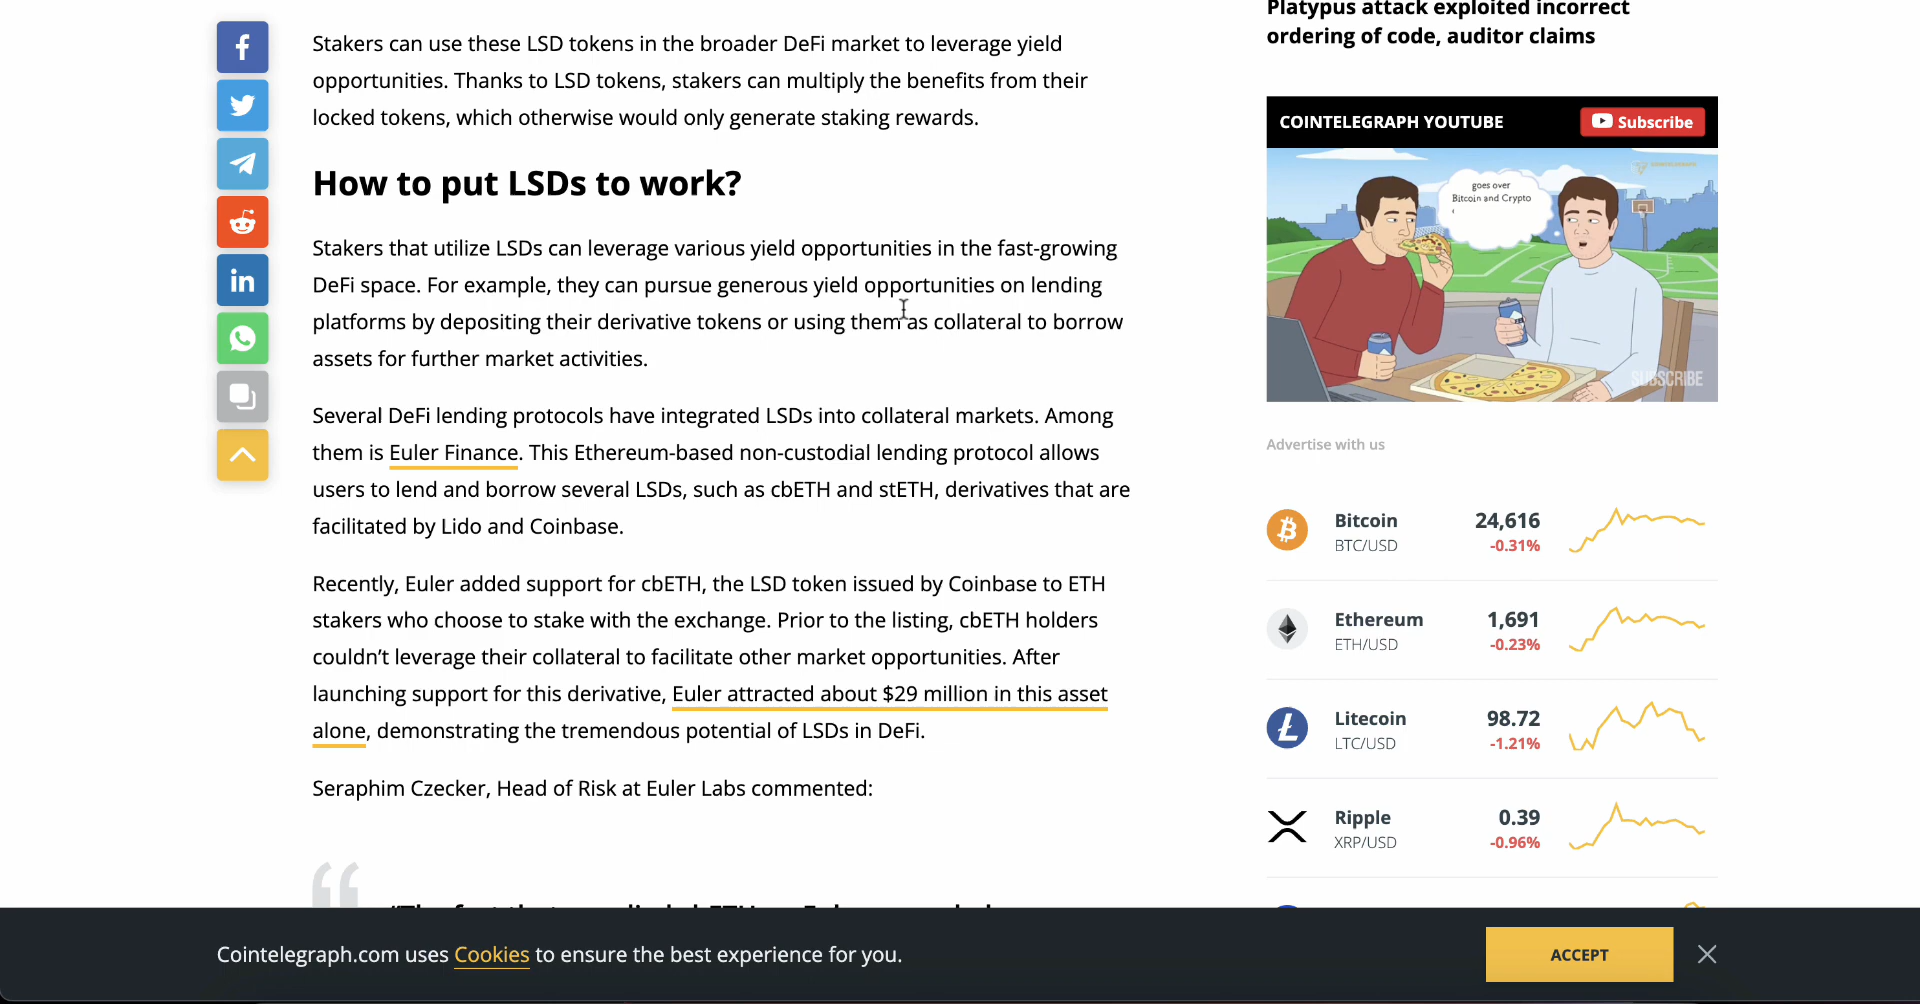 Stakers can use these LSD tokens in the broader DeFi market to leverage yield
opportunities. Thanks to LSD tokens, stakers can multiply the benefits from their
locked tokens, which otherwise would only generate staking rewards.
How to put LSDs to work?
Stakers that utilize LSDs can leverage various yield opportunities in the fast-growing
DeFi space. For example, they can pursue generous yield opportunities on lending
platforms by depositing their derivative tokens or using them as collateral to borrow
assets for further market activities.
Several DeFi lending protocols have integrated LSDs into collateral markets. Among
them is Euler Finance. This Ethereum-based non-custodial lending protocol allows
users to lend and borrow several LSDs, such as cbETH and stETH, derivatives that are
facilitated by Lido and Coinbase.
Recently, Euler added support for cbETH, the LSD token issued by Coinbase to ETH
stakers who choose to stake with the exchange. Prior to the listing, cbETH holders
couldn't leverage their collateral to facilitate other market opportunities. After
launching support for this derivative, Euler attracted about $29 million in this asset
alone, demonstrating the tremendous potential of LSDs in DeFi.
Seraphim Czecker, Head of Risk at Euler Labs commented:
Platypus attack exploited incorrect
ordering of code, auditor claims
COINTELEGRAPH YOUTUBE
Subscribe
goes over
Bitcoin and Crypto
SUBSCRIBE
Advertise with us
Bitcoin 24,616
BTC/USD -0.31%
Ethereum 1,691
ETH/USD -0.23%
Litecoin 98.72
LTC/USD -1.21%
Ripple 0.39
XRP/USD -0.96%
Cointelegraph.com uses Cookies to ensure the best experience for you.
ACCEPT